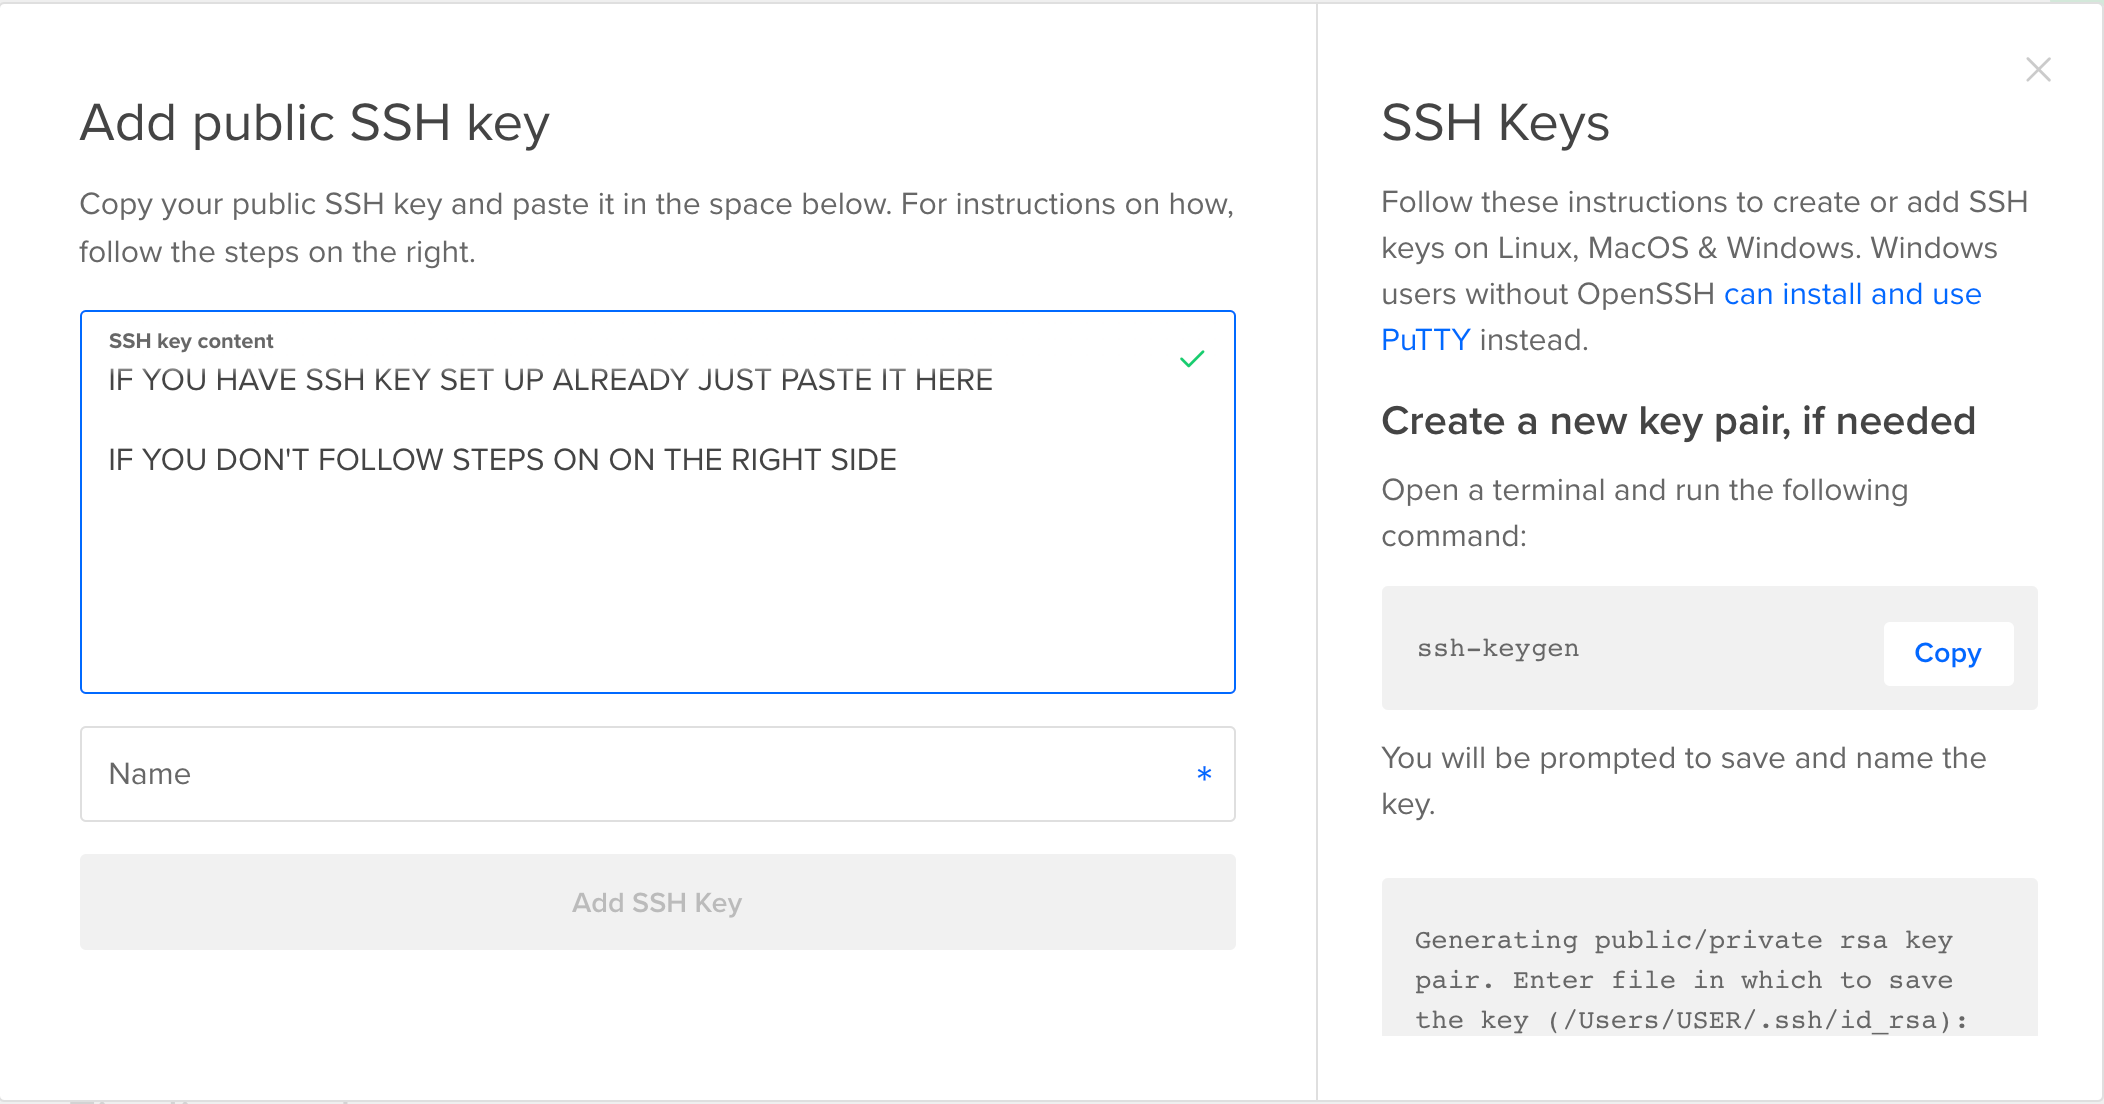 Add public SSH key
Copy your public SSH key and paste it in the space below. For instructions on how,
follow the steps on the right.
SSH key content
IF YOU HAVE SSH KEY SET UP ALREADY JUST PASTE IT HERE
IF YOU DON'T FOLLOW STEPS ON ON THE RIGHT SIDE
Name *
Add SSH Key
SSH Keys
Follow these instructions to create or add SSH
keys on Linux, MacOS & Windows. Windows
users without OpenSSH can install and use
PuTTY instead.
Create a new key pair, if needed
Open a terminal and run the following
command:
ssh-keygen
Copy
You will be prompted to save and name the
key.
Generating public/private rsa key
pair. Enter file in which to save
the key (/Users/USER/.ssh/id_rsa):